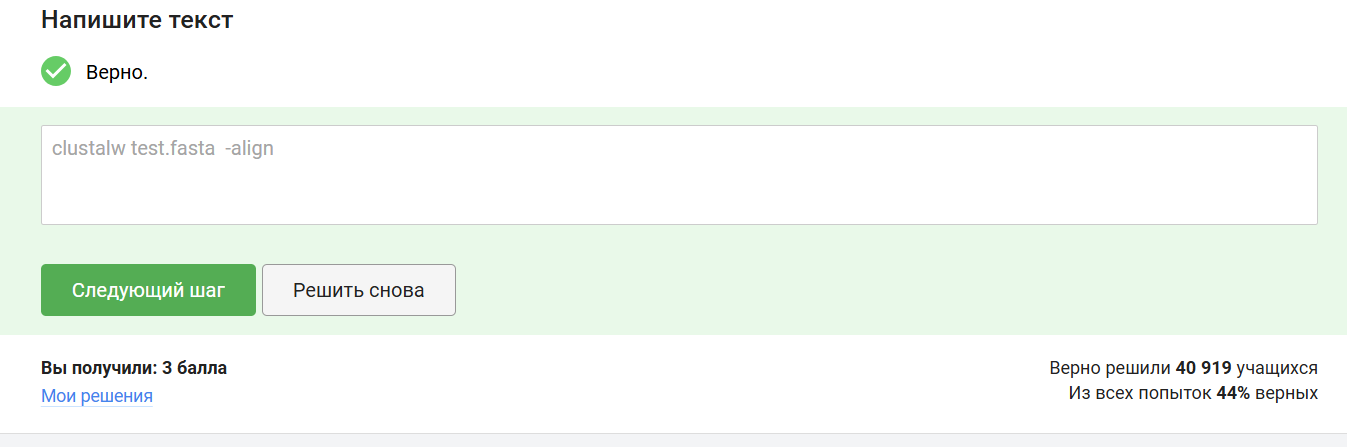 Напишите текст
Верно.
clustalw test.fasta  -align
Следующий шаг
Решить снова
Вы получили: 3 балла
Верно решили 40 919 учащихся
Мои решения
Из всех попыток 44% верных